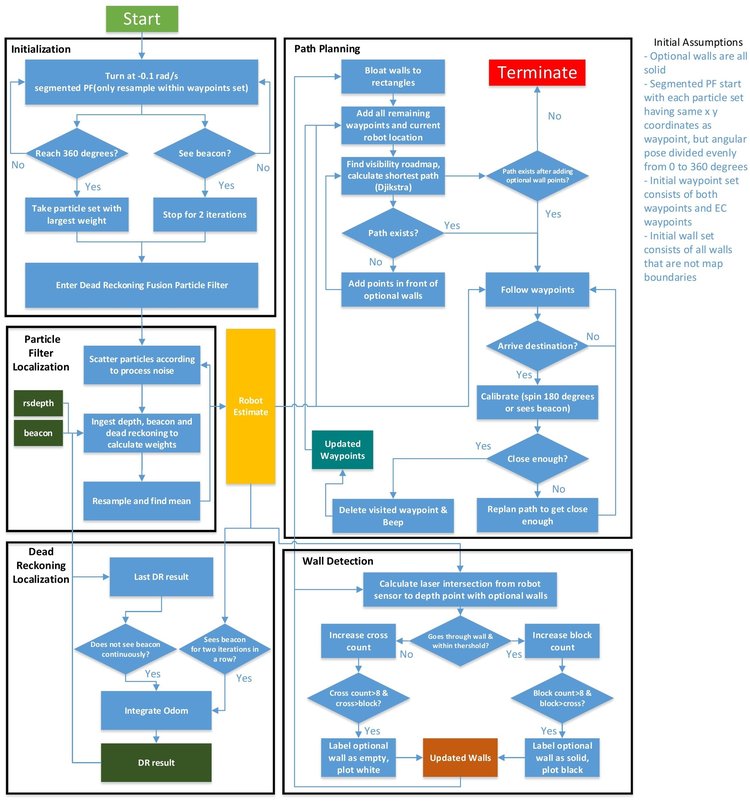 Start
Initialization
Turn at -0.1 rad/s
segmented PF(only resample within waypoints set)
Reach 360 degrees?
See beacon?
No
No
Yes
Yes
Take particle set with
largest weight
Stop for 2 iterations
Enter Dead Reckoning Fusion Particle Filter
Particle
Filter
Localization
Scatter particles according
to process noise
rsdepth
beacon
Ingest depth, beacon and
dead reckoning to
calculate weights
Resample and find mean
Robot
Estimate
Dead
Reckoning
Localization
Last DR result
Does not see beacon
continuously?
Sees beacon
for two iterations in
a row?
Yes
Yes
Integrate Odom
DR result
Path Planning
Bloat walls to
rectangles
Terminate
Add all remaining
waypoints and current
robot location
No
Find visibility roadmap,
calculate shortest path
(Djikstra)
Path exists after adding
optional wall points?
Yes
Yes
Path exists?
No
Add points in front of
optional walls
Follow waypoints
Arrive destination?
No
Yes
Calibrate (spin 180 degrees
or sees beacon)
Updated
Waypoints
Yes
Close enough?
No
Delete visited waypoint &
Beep
Replan path to get close
enough
Wall Detection
Calculate laser intersection from robot
sensor to depth point with optional walls
Increase cross
count
Goes through wall &
within thershold?
Increase block
count
No
Yes
Cross count>8 &
cross>block?
Block count>8 &
block>cross?
Yes
Yes
Label optional
wall as empty,
plot white
Updated Walls
Label optional
wall as solid,
plot black
Initial Assumptions
- Optional walls are all
solid
- Segmented PF start
with each particle set
having same x y
coordinates as
waypoint, but angular
pose divided evenly
from 0 to 360 degrees
- Initial waypoint set
consists of both
waypoints and EC
waypoints
- Initial wall set
consists of all walls
that are not map
boundaries